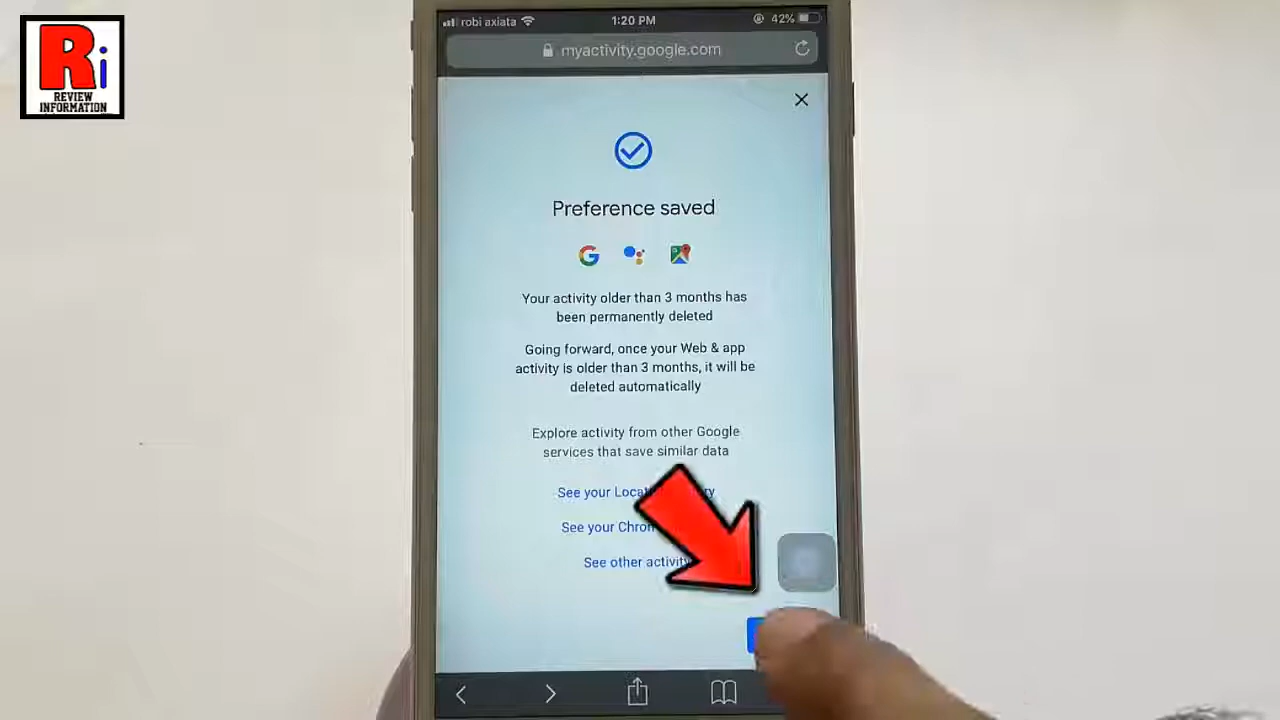 Ri
REVIEW
INFORMATION
robi axiata
1:20 PM
42%
myactivity.google.com
Preference saved
Your activity older than 3 months has
been permanently deleted
Going forward, once your Web & app
activity is older than 3 months, it will be
deleted automatically
Explore activity from other Google
services that save similar data
See your
See your
See other activity